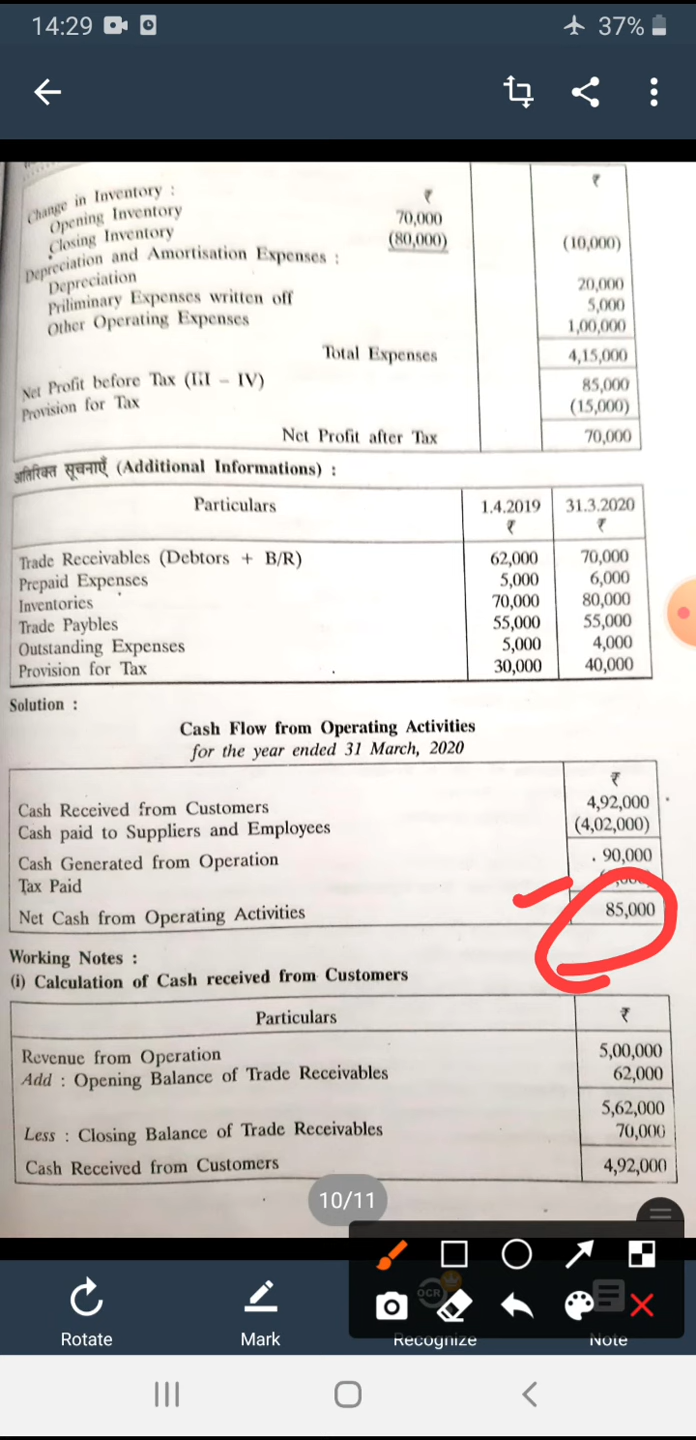 14:29 37%
₹ ₹
Change in Inventory :
Opening Inventory 70,000
Closing Inventory (80,000) (10,000)
Depreciation and Amortisation Expenses :
Depreciation 20,000
Priliminary Expenses written off 5,000
Other Operating Expenses 1,00,000
Total Expenses 4,15,000
Net Profit before Tax (III – IV) 85,000
Provision for Tax (15,000)
Net Profit after Tax 70,000
अतिरिक्त सूचनाएँ (Additional Informations) :
Particulars 1.4.2019 31.3.2020
₹ ₹
Trade Receivables (Debtors + B/R) 62,000 70,000
Prepaid Expenses 5,000 6,000
Inventories 70,000 80,000
Trade Paybles 55,000 55,000
Outstanding Expenses 5,000 4,000
Provision for Tax 30,000 40,000
Solution :
Cash Flow from Operating Activities
for the year ended 31 March, 2020
₹
Cash Received from Customers 4,92,000
Cash paid to Suppliers and Employees (4,02,000)
Cash Generated from Operation 90,000
Tax Paid
Net Cash from Operating Activities 85,000
Working Notes :
(i) Calculation of Cash received from Customers
Particulars ₹
Revenue from Operation 5,00,000
Add : Opening Balance of Trade Receivables 62,000
5,62,000
Less : Closing Balance of Trade Receivables 70,000
Cash Received from Customers 4,92,000
10/11
OCR
Rotate Mark Recognize Note